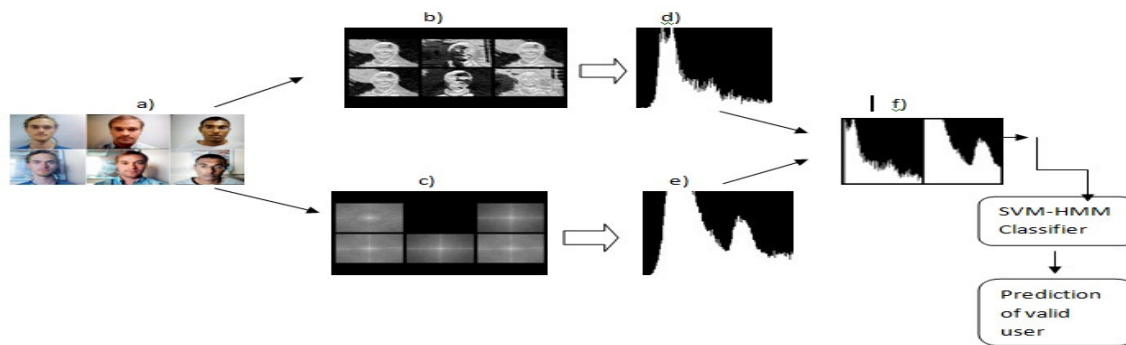 b)
d)
a)
f)
c)
e)
SVM-HMM
Classifier
Prediction
of valid
user